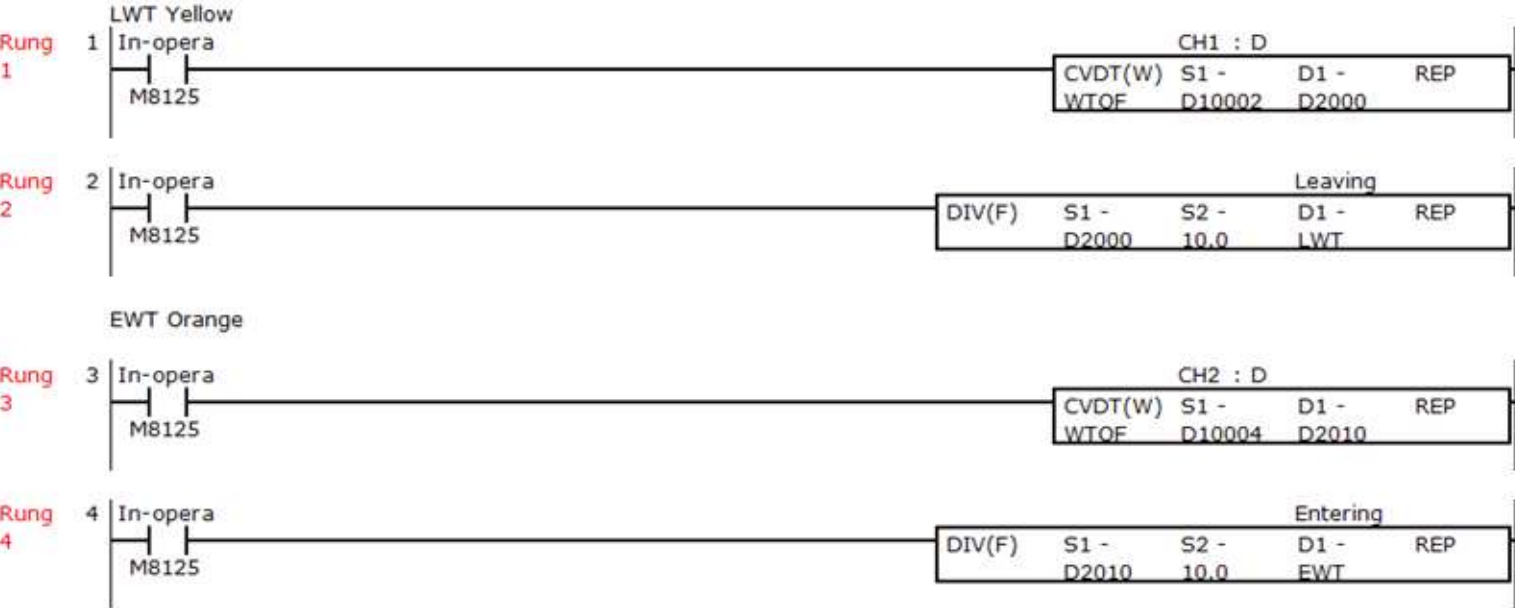 LWT Yellow
Rung 1 In-opera CH1 : D
1 CVDT(W) S1 - D1 - REP
M8125 WTOF D10002 D2000
Rung 2 In-opera Leaving
2 DIV(F) S1 - S2 - D1 - REP
M8125 D2000 10.0 LWT
EWT Orange
Rung 3 In-opera CH2 : D
3 CVDT(W) S1 - D1 - REP
M8125 WTOF D10004 D2010
Rung 4 In-opera Entering
4 DIV(F) S1 - S2 - D1 - REP
M8125 D2010 10.0 EWT